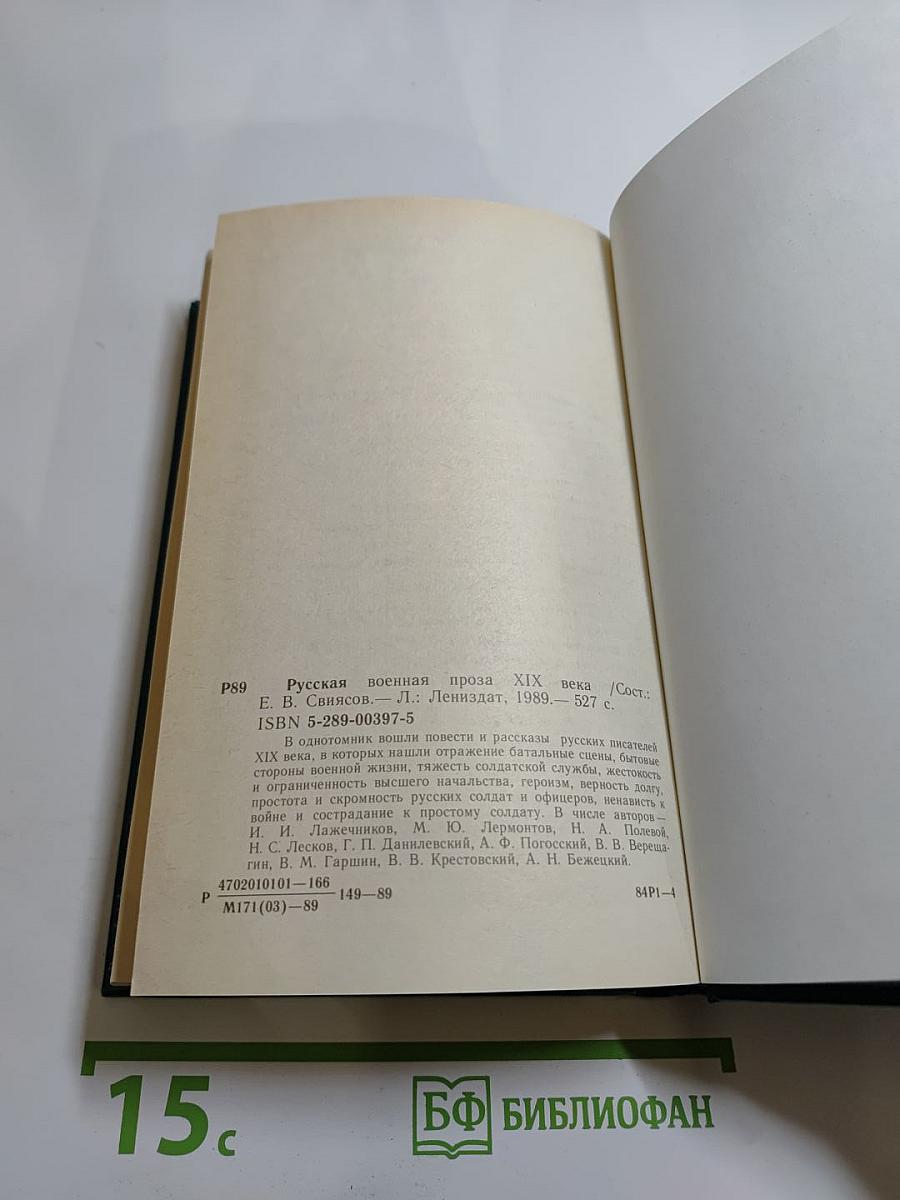 Р89 Русская военная проза XIX века /Сост.:
Е. В. Свиясов.— Л.: Лениздат, 1989.— 527 с.
ISBN 5-289-00397-5
В однотомник вошли повести и рассказы русских писателей
XIX века, в которых нашли отражение батальные сцены, бытовые
стороны военной жизни, тяжесть солдатской службы, жестокость
и ограниченность высшего начальства, героизм, верность долгу,
простота и скромность русских солдат и офицеров, ненависть к
войне и сострадание к простому солдату. В числе авторов—
И. И. Лажечников, М. Ю. Лермонтов, Н. А. Полевой,
Н. С. Лесков, Г. П. Данилевский, А. Ф. Погосский, В. В. Вереща-
гин, В. М. Гаршин, В. В. Крестовский, А. Н. Бежецкий.
Р 4702010101—166 149—89 84Р1—4
М171(03)—89
15 с БФ БИБЛИОФАН